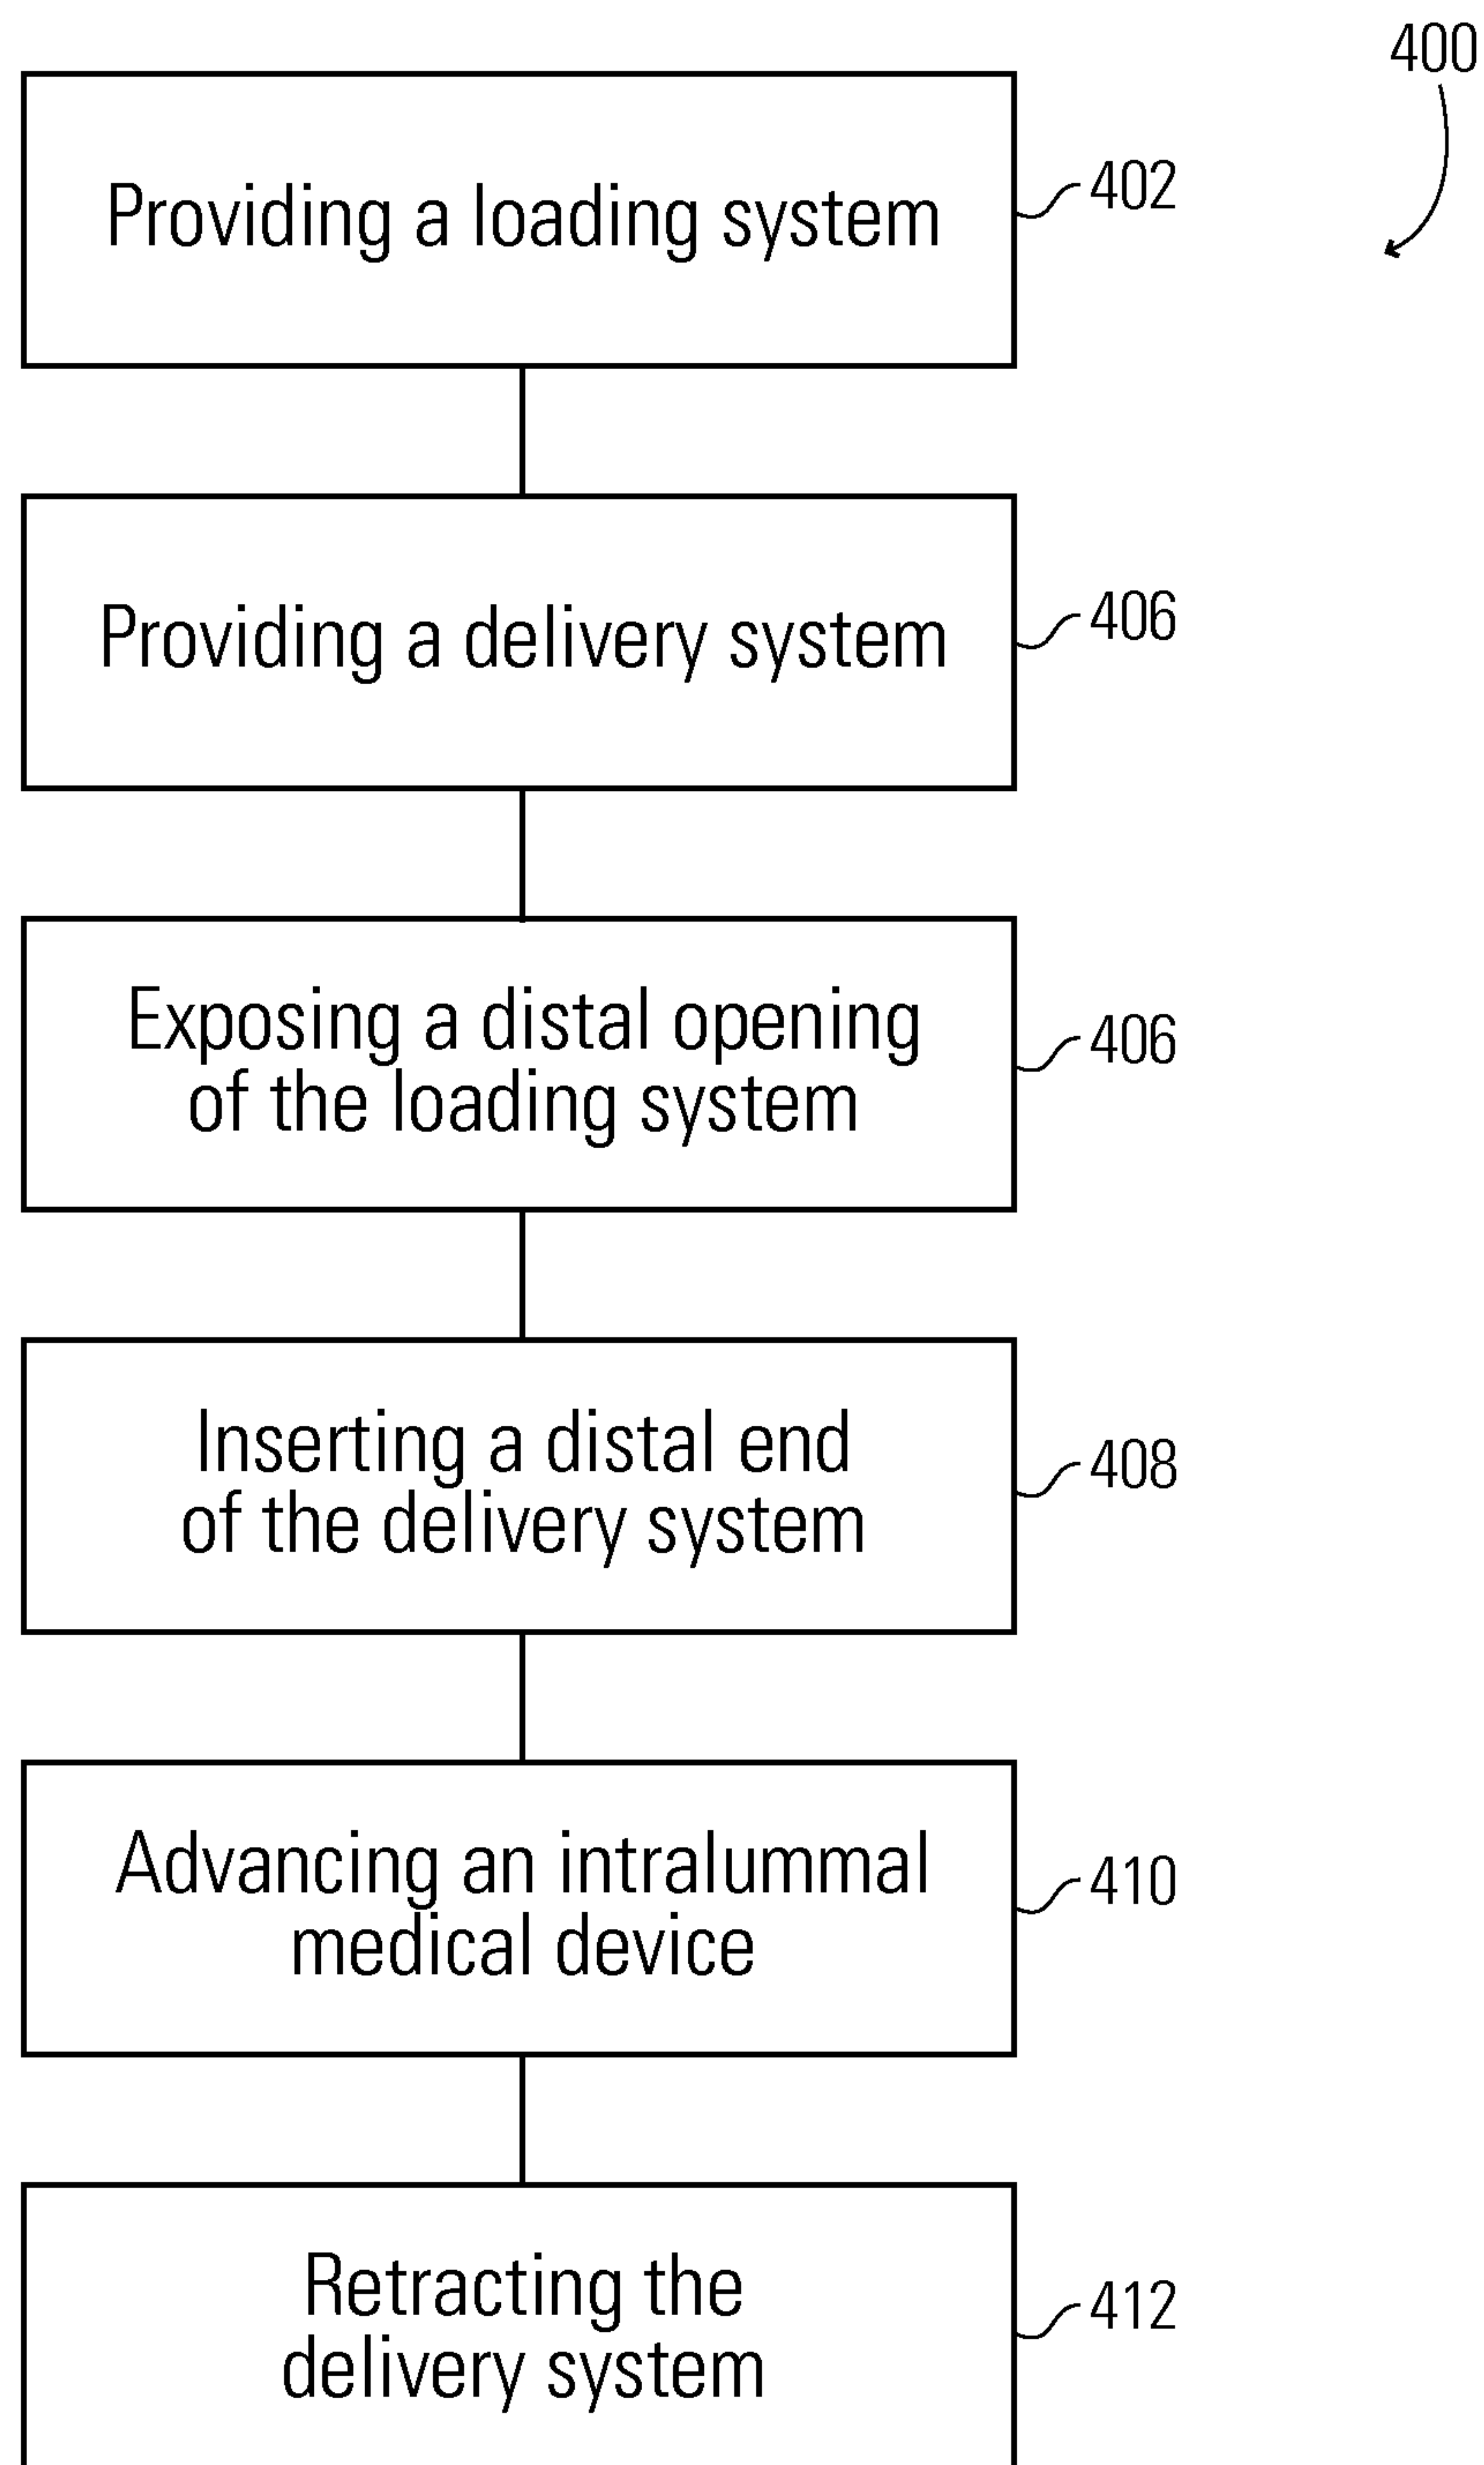 400
Providing a loading system
402
Providing a delivery system
406
Exposing a distal opening
of the loading system
406
Inserting a distal end
of the delivery system
408
Advancing an intralummal
medical device
410
Retracting the
delivery system
412